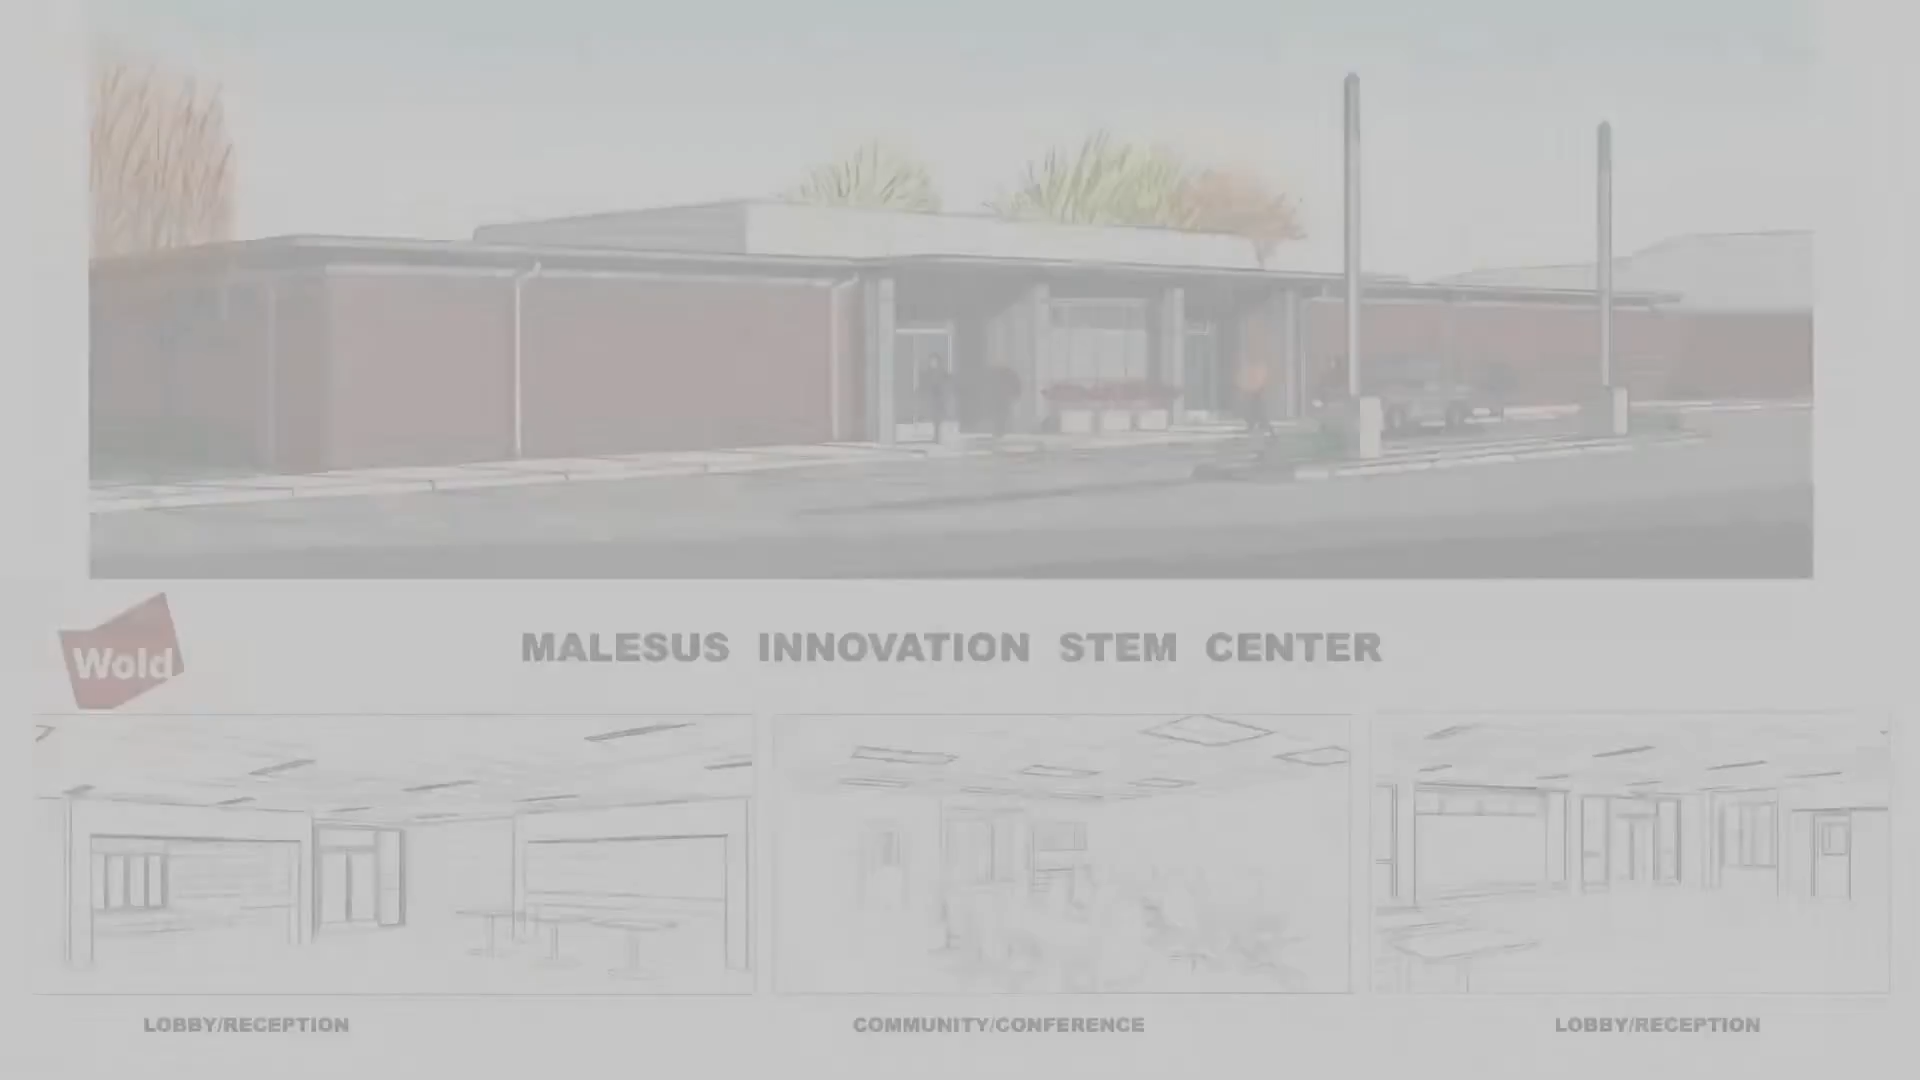 Wold
MALESUS INNOVATION STEM CENTER
LOBBY/RECEPTION
COMMUNITY/CONFERENCE
LOBBY/RECEPTION